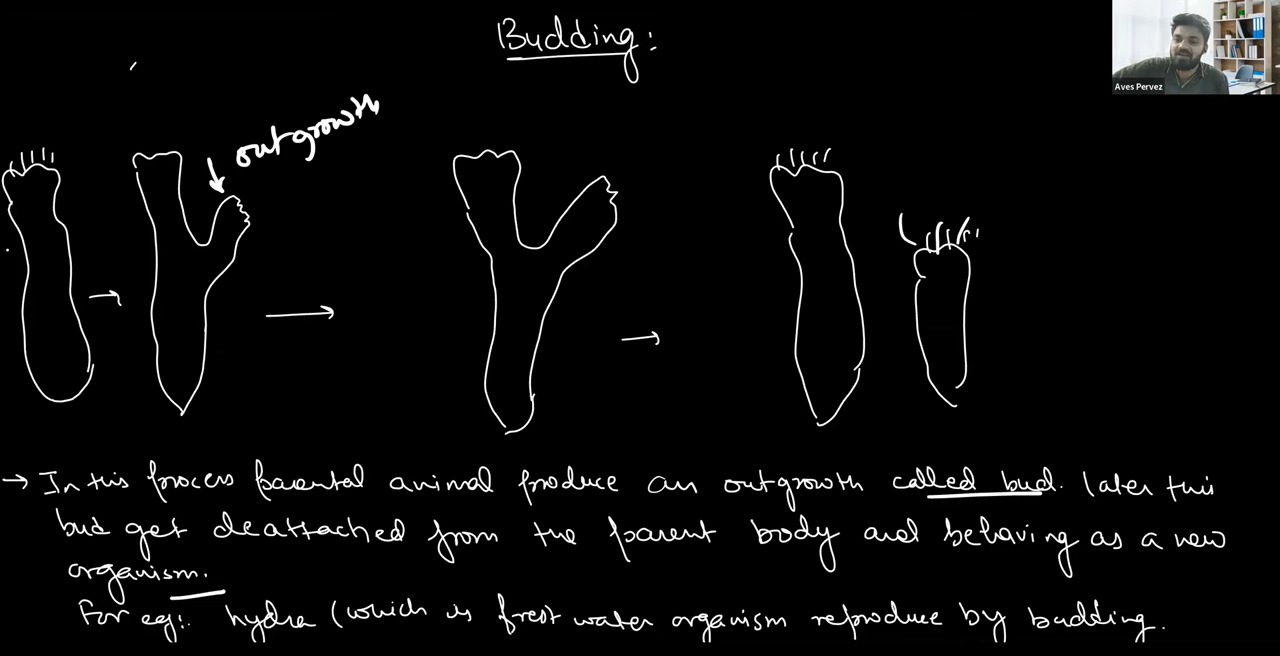 Budding:
Aves Pervez
outgrowth
→ In this process parental animal produce an outgrowth called bud. later this
bud get deattached from the parent body and behaving as a new
organism.
For eg:. hydra (which is fresh water organism reproduce by budding.